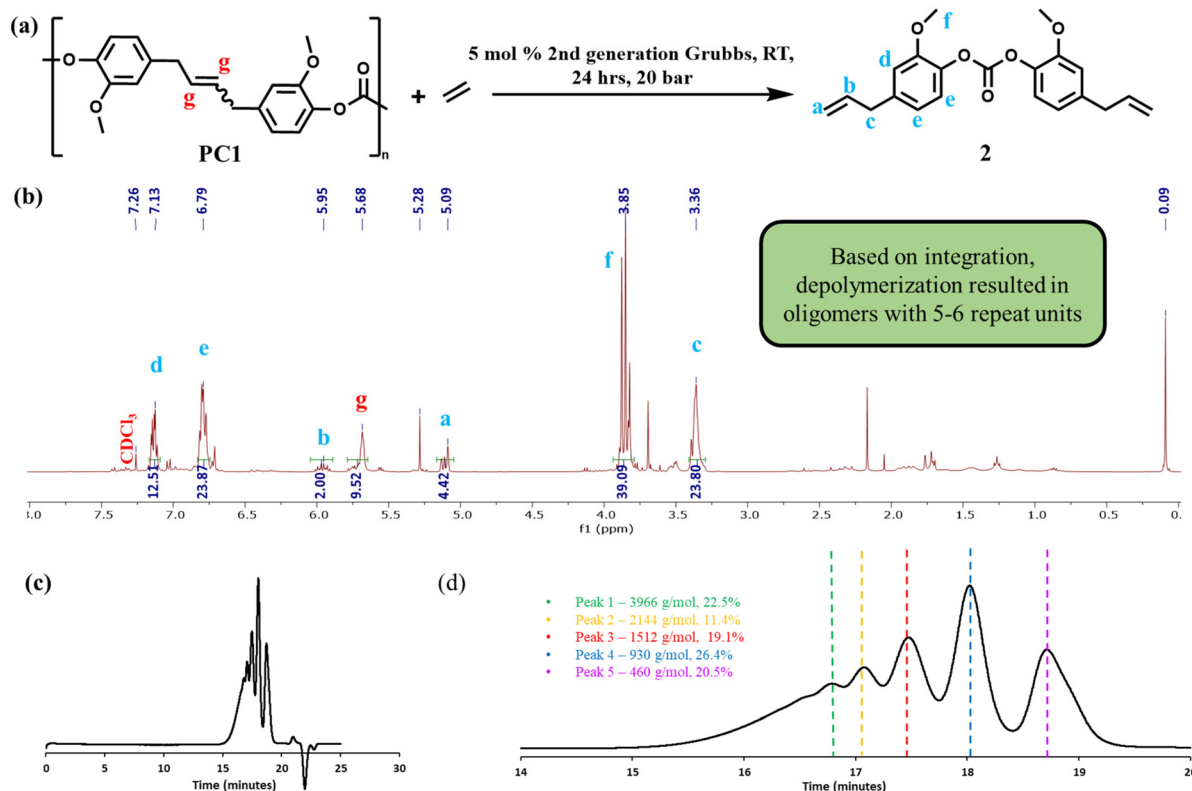 (a)
g
g
O
O
O
O
O
n
PC1
+
5 mol % 2nd generation Grubbs, RT,
24 hrs, 20 bar
f
O
O
O
O
O
d
b
a
c
e
e
2
(b)
7.26
7.13
6.79
5.95
5.68
5.28
5.09
3.85
3.36
0.09
Based on integration,
depolymerization resulted in
oligomers with 5-6 repeat units
CDCl3
d
e
b
g
a
f
c
12.51
23.87
2.00
9.52
4.42
39.09
23.80
8.0 7.5 7.0 6.5 6.0 5.5 5.0 4.5 4.0 3.5 3.0 2.5 2.0 1.5 1.0 0.5 0.
f1 (ppm)
(c)
0 10 20 30
Time (minutes)
(d)
• Peak 1 – 3966 g/mol, 22.5%
• Peak 2 – 2144 g/mol, 11.4%
• Peak 3 – 1512 g/mol, 19.1%
• Peak 4 – 930 g/mol, 26.4%
• Peak 5 – 460 g/mol, 20.5%
14 15 16 17 18 19 20
Time (minutes)